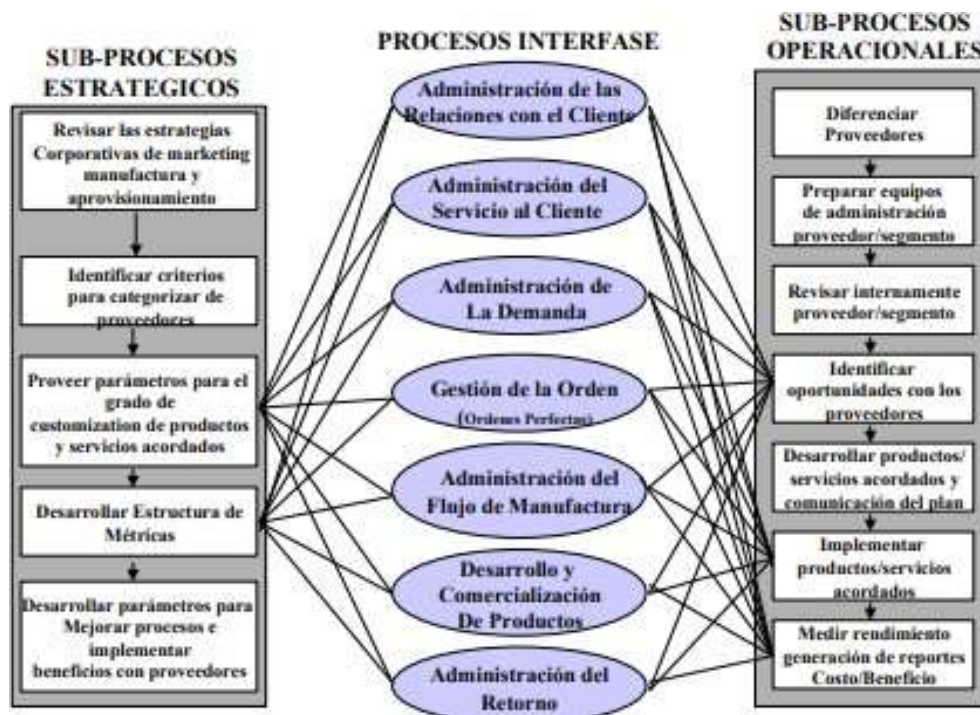 SUB-PROCESOS
ESTRATEGICOS
Revisar las estrategias
Corporativas de marketing
manufactura y
aprovisionamiento
Identificar criterios
para categorizar de
proveedores
Proveer parámetros para el
grado de
customization de productos
y servicios acordados
Desarrollar Estructura de
Métricas
Desarrollar parámetros para
Mejorar procesos e
implementar
beneficios con proveedores
PROCESOS INTERFASE
Administración de las
Relaciones con el Cliente
Administración del
Servicio al Cliente
Administración de
La Demanda
Gestión de la Orden
(Ordenes Perfectas)
Administración del
Flujo de Manufactura
Desarrollo y
Comercialización
De Productos
Administración del
Retorno
SUB-PROCESOS
OPERACIONALES
Diferenciar
Proveedores
Preparar equipos
de administración
proveedor/segmento
Revisar internamente
proveedor/segmento
Identificar
oportunidades con los
proveedores
Desarrollar productos/
servicios acordados y
comunicación del plan
Implementar
productos/servicios
acordados
Medir rendimiento
generación de reportes
Costo/Beneficio